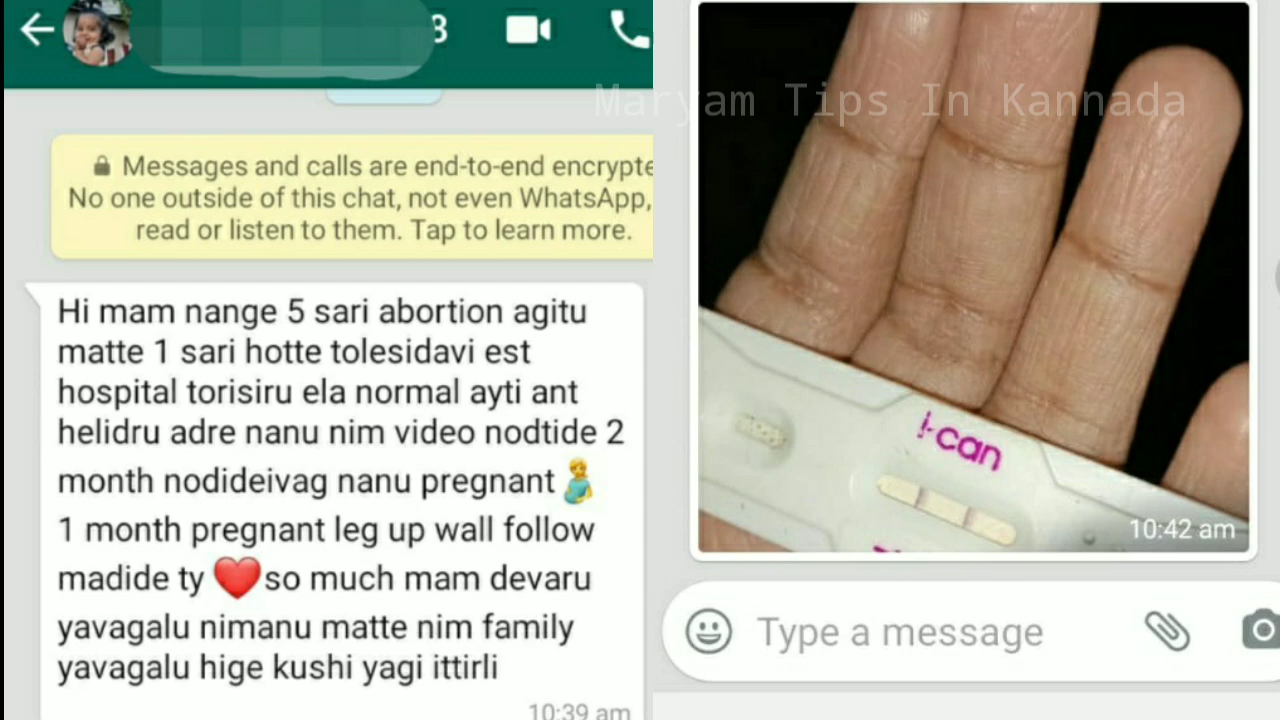 3
Messages and calls are end-to-end encrypte
No one outside of this chat, not even WhatsApp,
read or listen to them. Tap to learn more.
Hi mam nange 5 sari abortion agitu
matte 1 sari hotte tolesidavi est
hospital torisiru ela normal ayti ant
helidru adre nanu nim video nodtide 2
month nodideivag nanu pregnant🫃
1 month pregnant leg up wall follow
madide ty ❤️so much mam devaru
yavagalu nimanu matte nim family
yavagalu hige kushi yagi ittirli
10:39 am
Maryam Tips In Kannada
i-can
10:42 am
Type a message